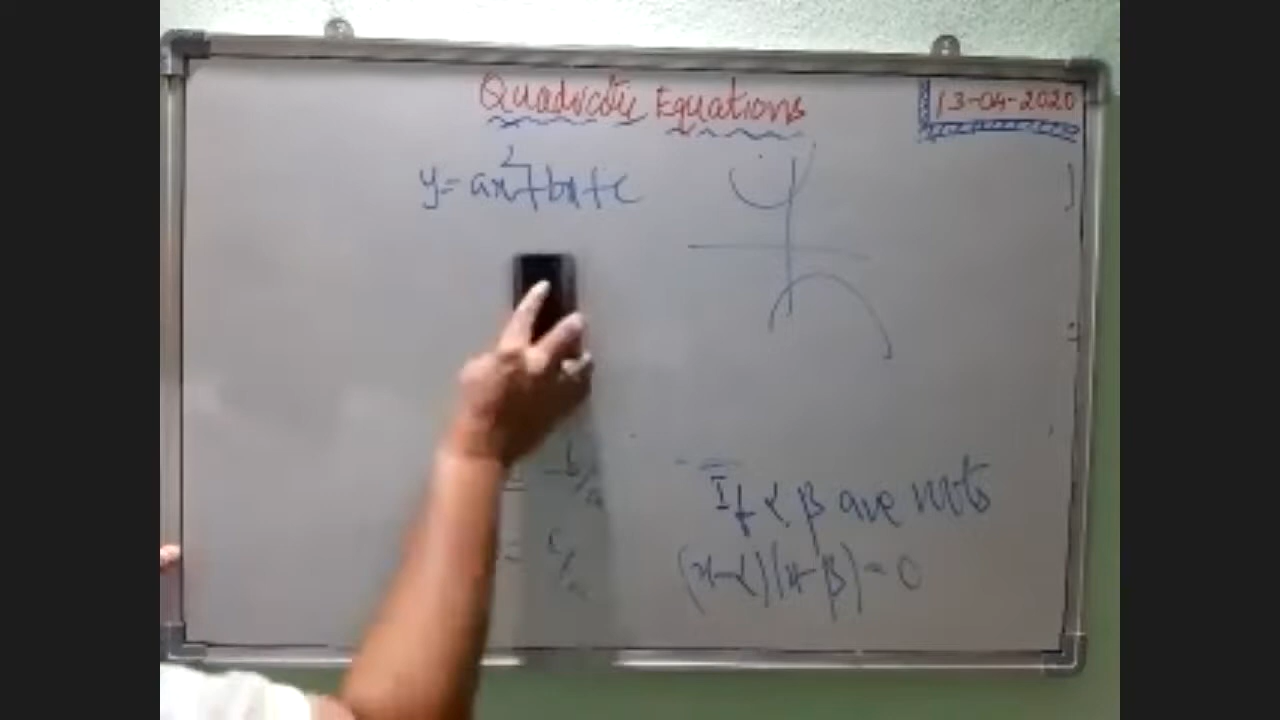 Quadratic Equations
13-04-2020
y = ax²+bx+c
= -b/a
= c/a
If α β are roots
(x-α)(x-β) = 0